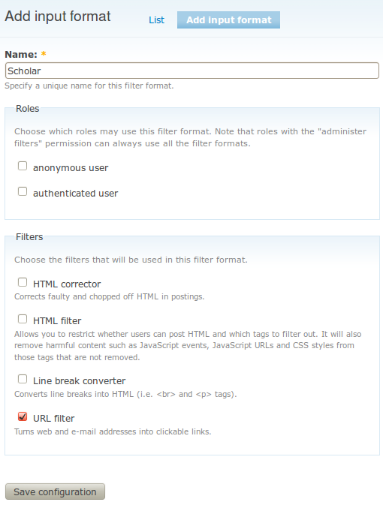 Add input format
List
Add input format
Name: *
Scholar
Specify a unique name for this filter format.
Roles
Choose which roles may use this filter format. Note that roles with the "administer
filters" permission can always use all the filter formats.
anonymous user
authenticated user
Filters
Choose the filters that will be used in this filter format.
HTML corrector
Corrects faulty and chopped off HTML in postings.
HTML filter
Allows you to restrict whether users can post HTML and which tags to filter out. It will also
remove harmful content such as JavaScript events, JavaScript URLs and CSS styles from
those tags that are not removed.
Line break converter
Converts line breaks into HTML (i.e. <br> and <p> tags).
URL filter
Turns web and e-mail addresses into clickable links.
Save configuration